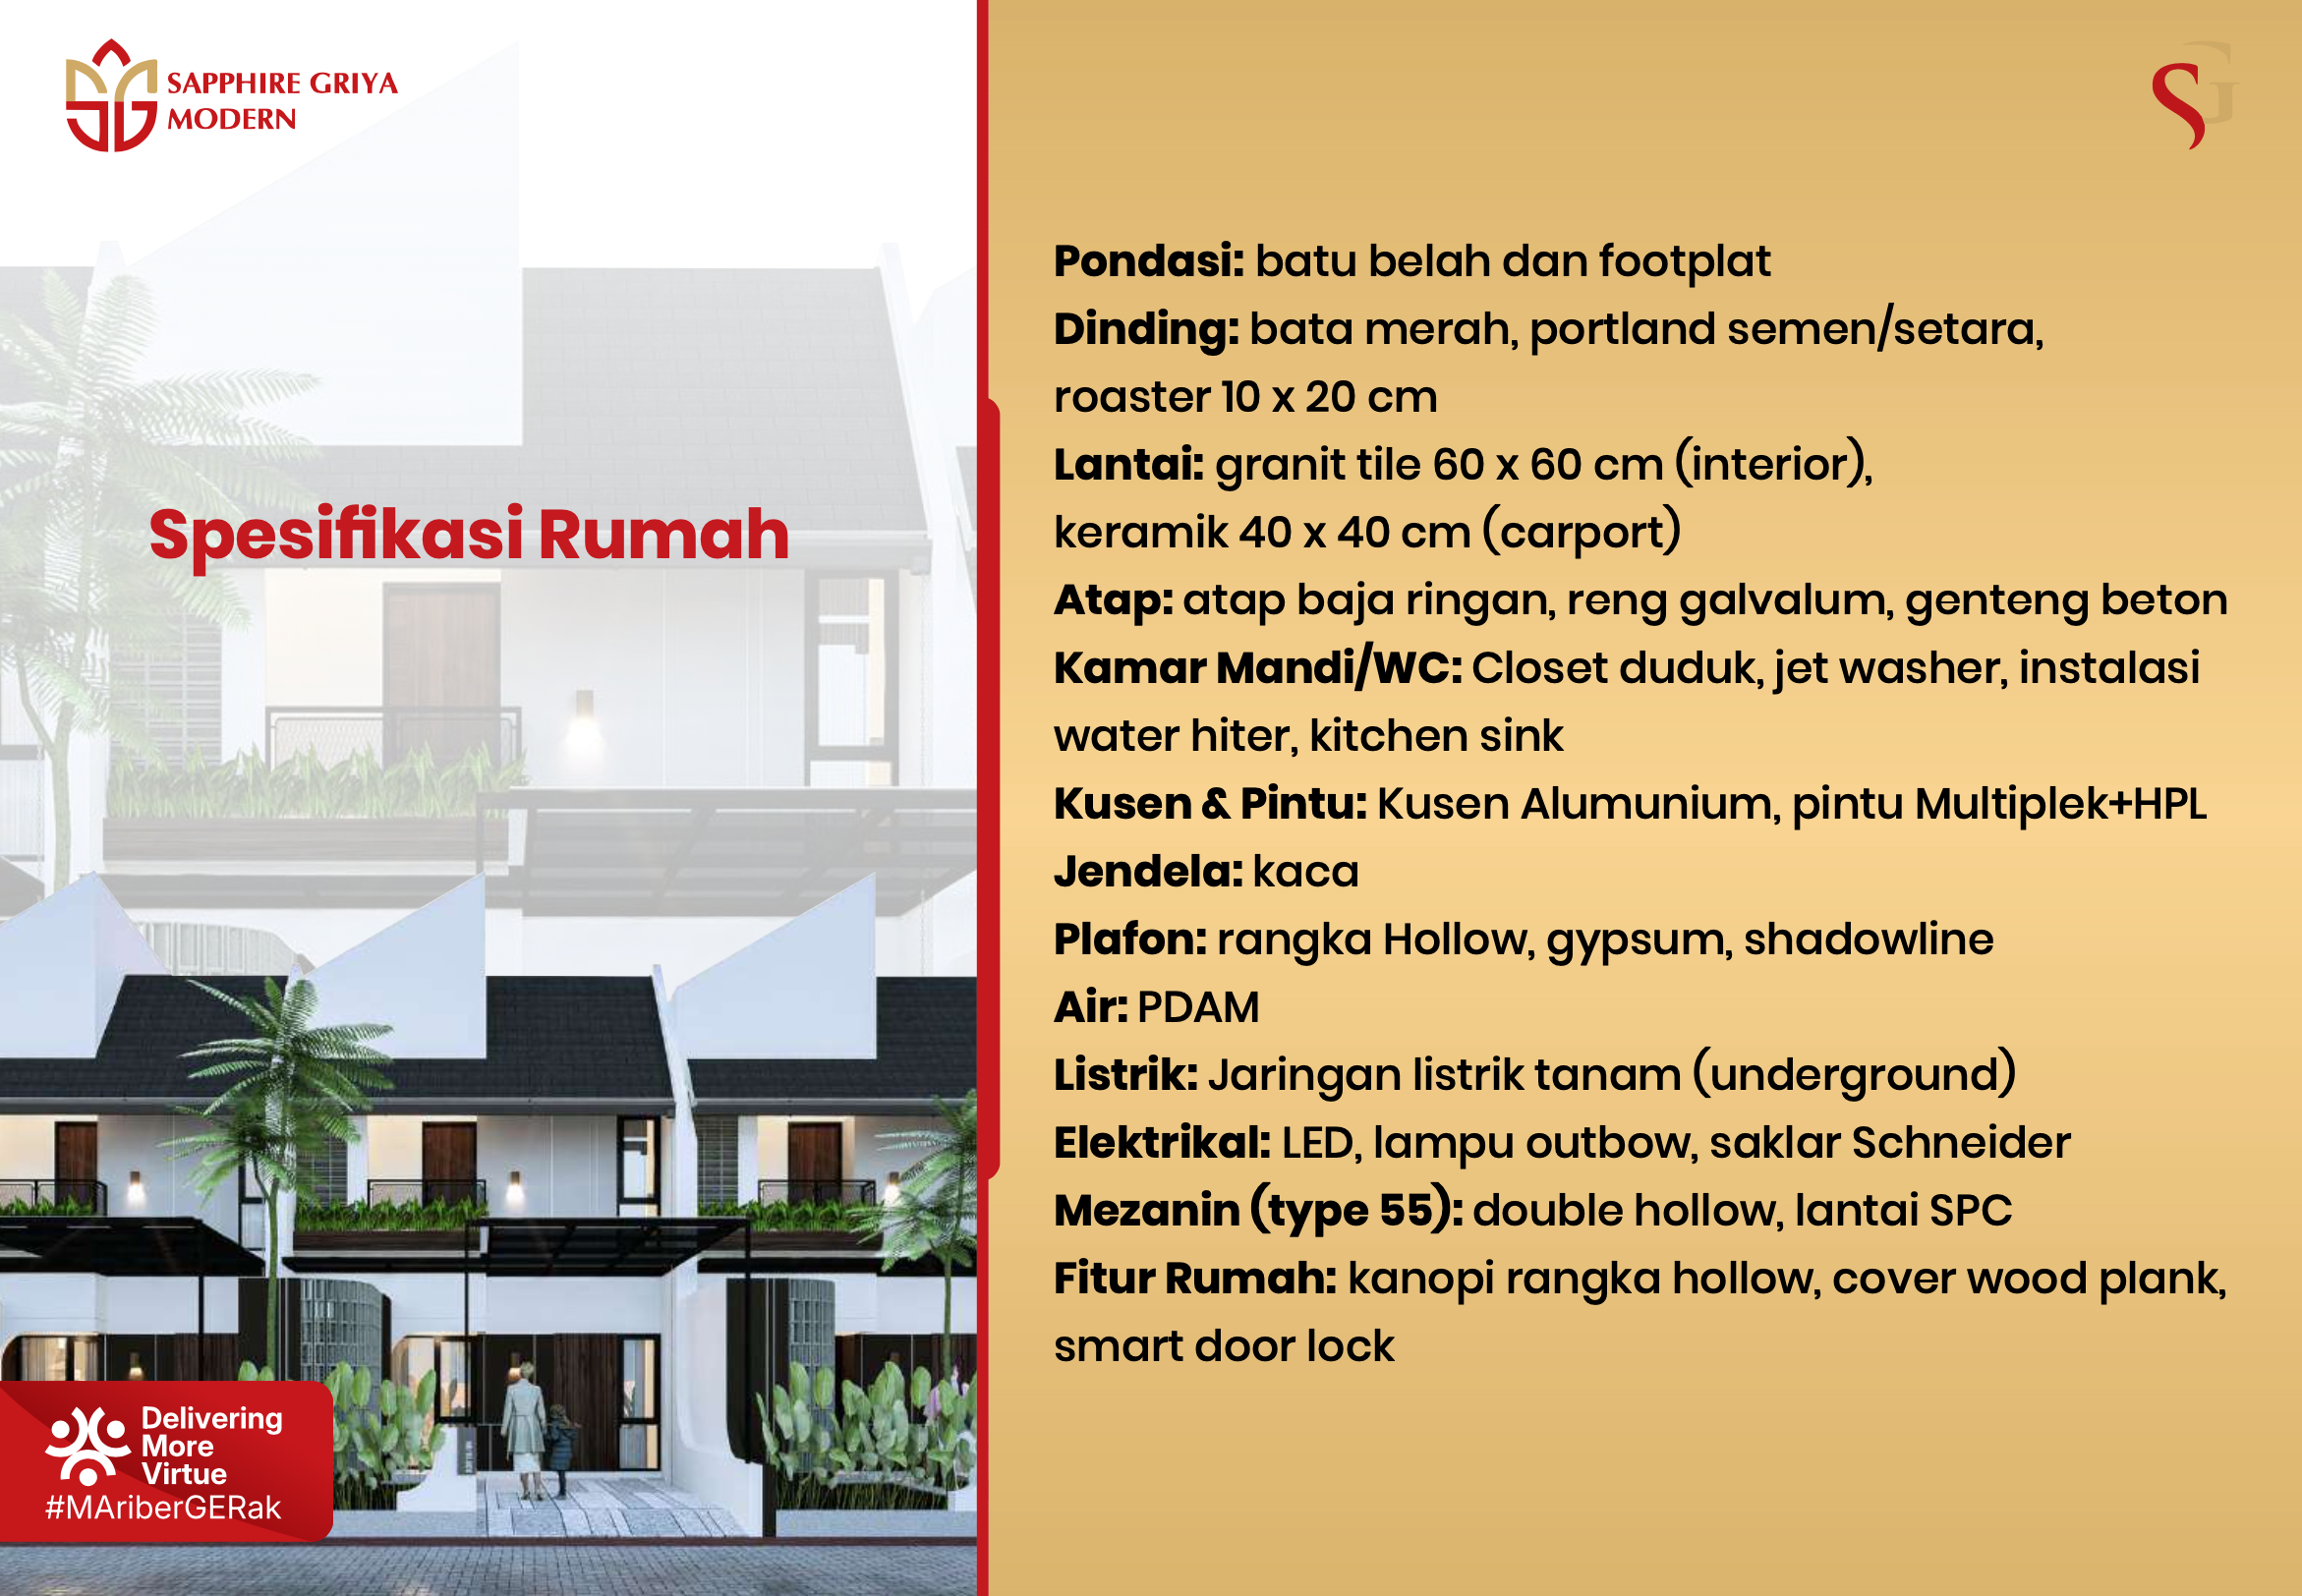 SAPPHIRE GRIYA
MODERN
SG
Spesifikasi Rumah
Delivering
More
Virtue
#MAriberGERak
Pondasi: batu belah dan footplat
Dinding: bata merah, portland semen/setara,
roaster 10 x 20 cm
Lantai: granit tile 60 x 60 cm (interior),
keramik 40 x 40 cm (carport)
Atap: atap baja ringan, reng galvalum, genteng beton
Kamar Mandi/WC: Closet duduk, jet washer, instalasi
water hiter, kitchen sink
Kusen & Pintu: Kusen Alumunium, pintu Multiplek+HPL
Jendela: kaca
Plafon: rangka Hollow, gypsum, shadowline
Air: PDAM
Listrik: Jaringan listrik tanam (underground)
Elektrikal: LED, lampu outbow, saklar Schneider
Mezanin (type 55): double hollow, lantai SPC
Fitur Rumah: kanopi rangka hollow, cover wood plank,
smart door lock
SG